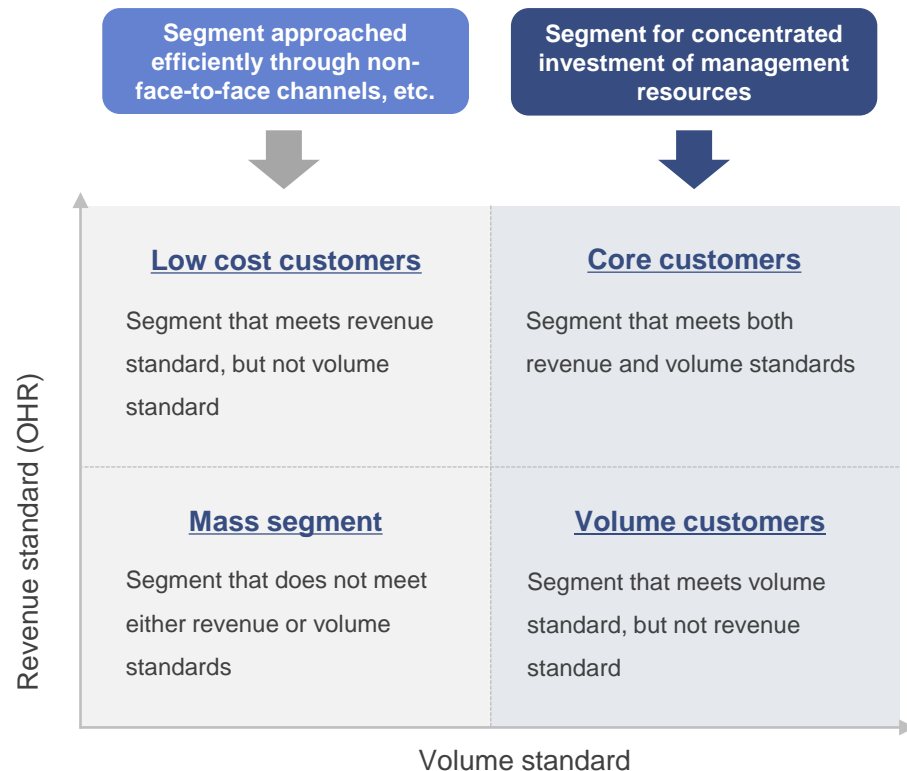 Segment approached
efficiently through non-
face-to-face channels, etc.
Segment for concentrated
investment of management
resources
Revenue standard (OHR)
Low cost customers
Segment that meets revenue
standard, but not volume
standard
Core customers
Segment that meets both
revenue and volume standards
Mass segment
Segment that does not meet
either revenue or volume
standards
Volume customers
Segment that meets volume
standard, but not revenue
standard
Volume standard